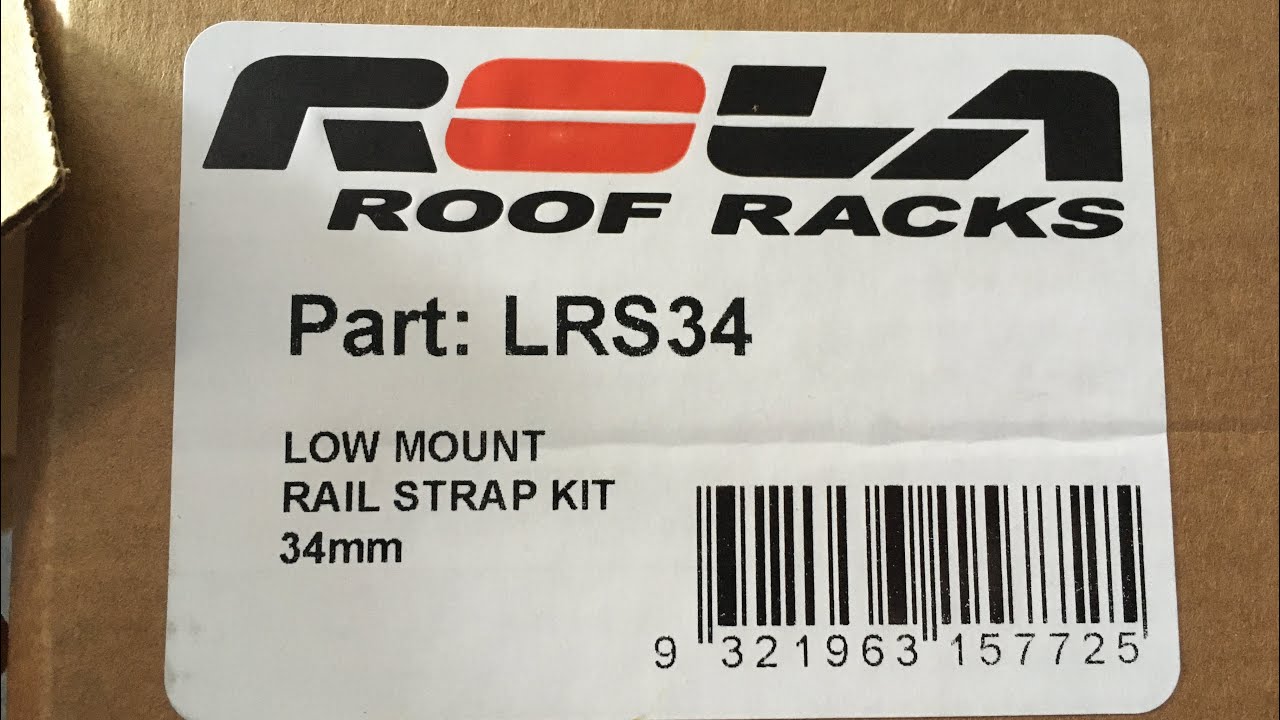 ROLA
ROOF RACKS
Part: LRS34
LOW MOUNT
RAIL STRAP KIT
34mm
9 321963 157725